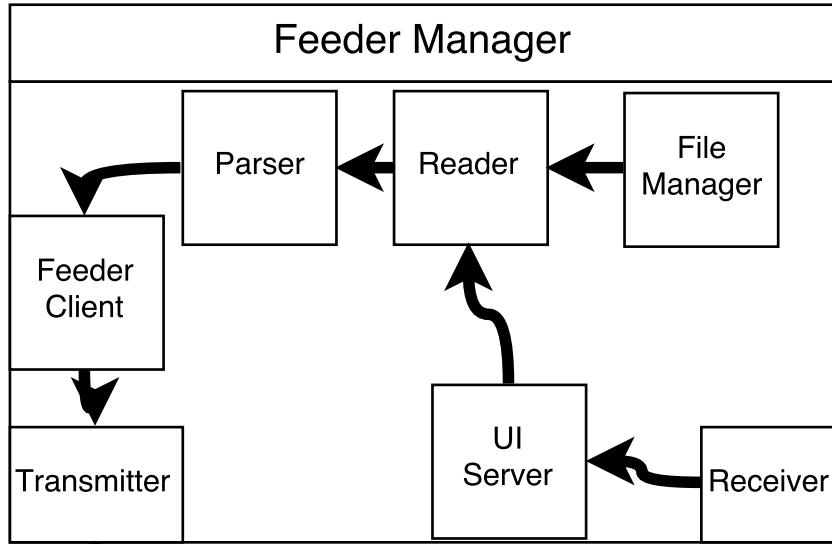 Feeder Manager
Parser
Reader
File
Manager
Feeder
Client
UI
Server
Transmitter
Receiver